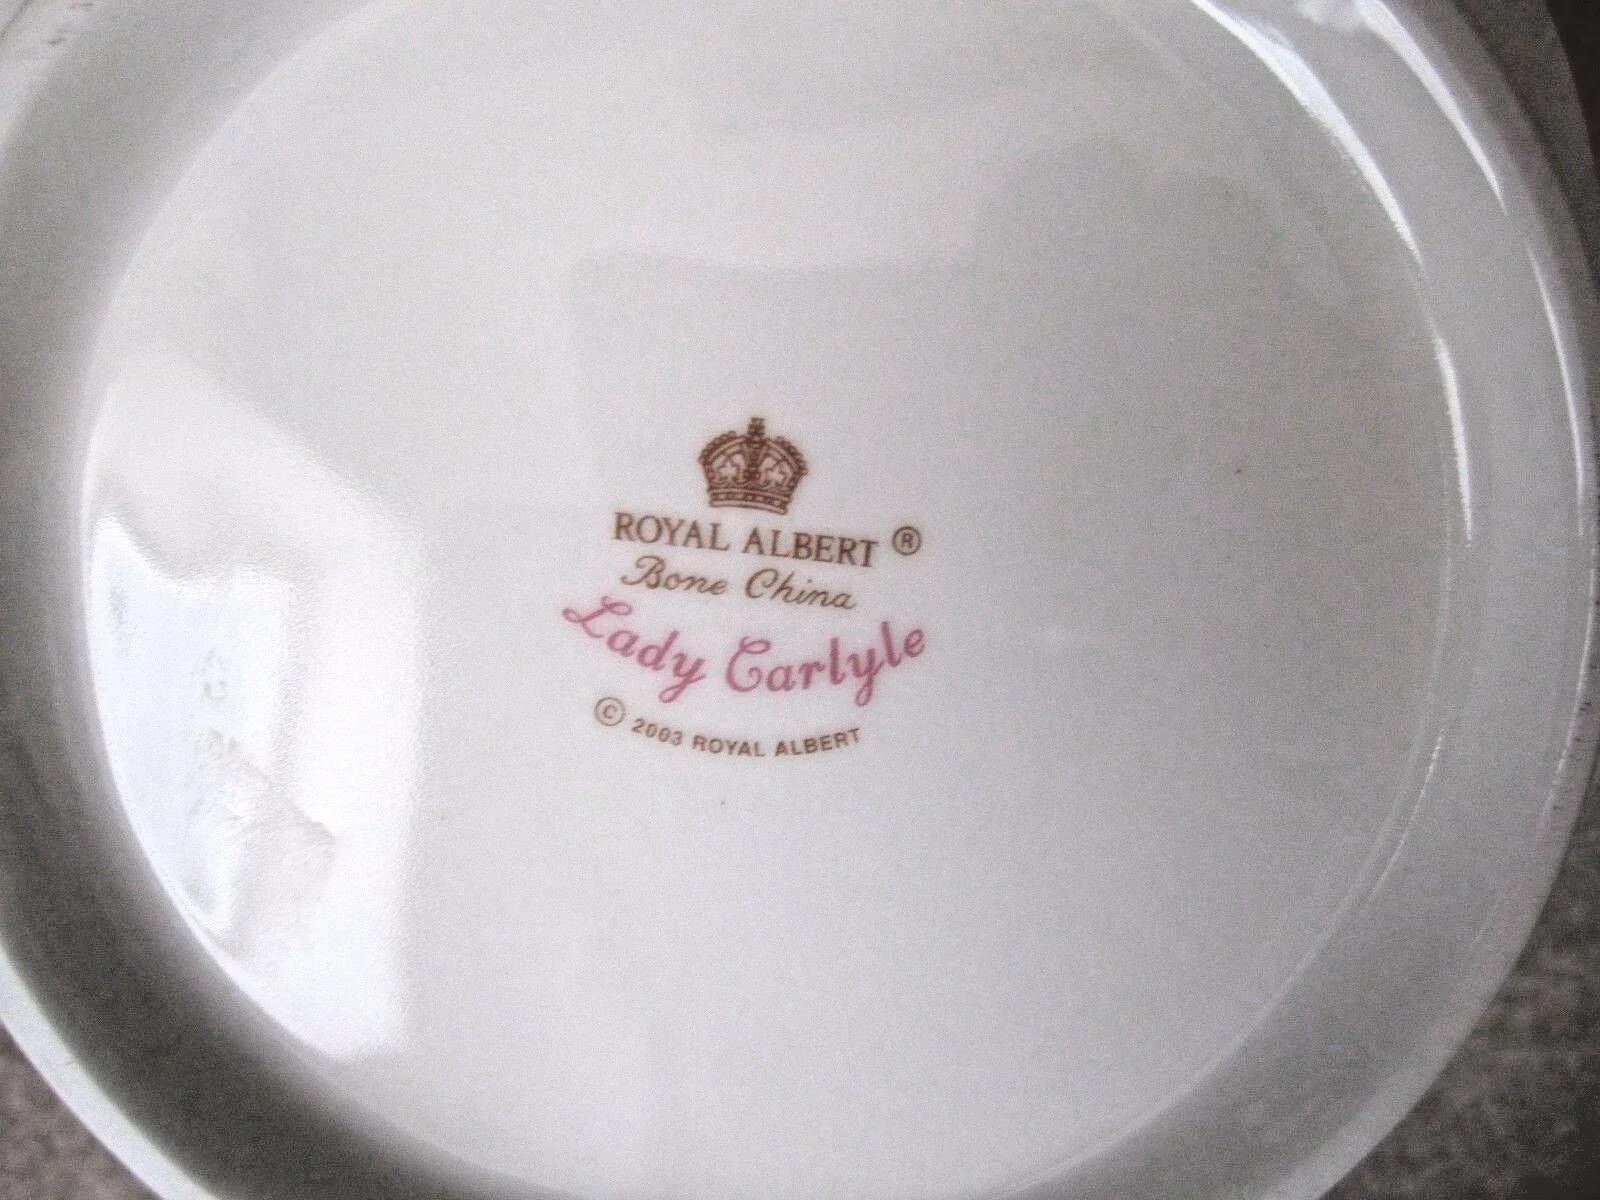 ROYAL ALBERT ®
Bone China
Lady Carlyle
© 2003 ROYAL ALBERT